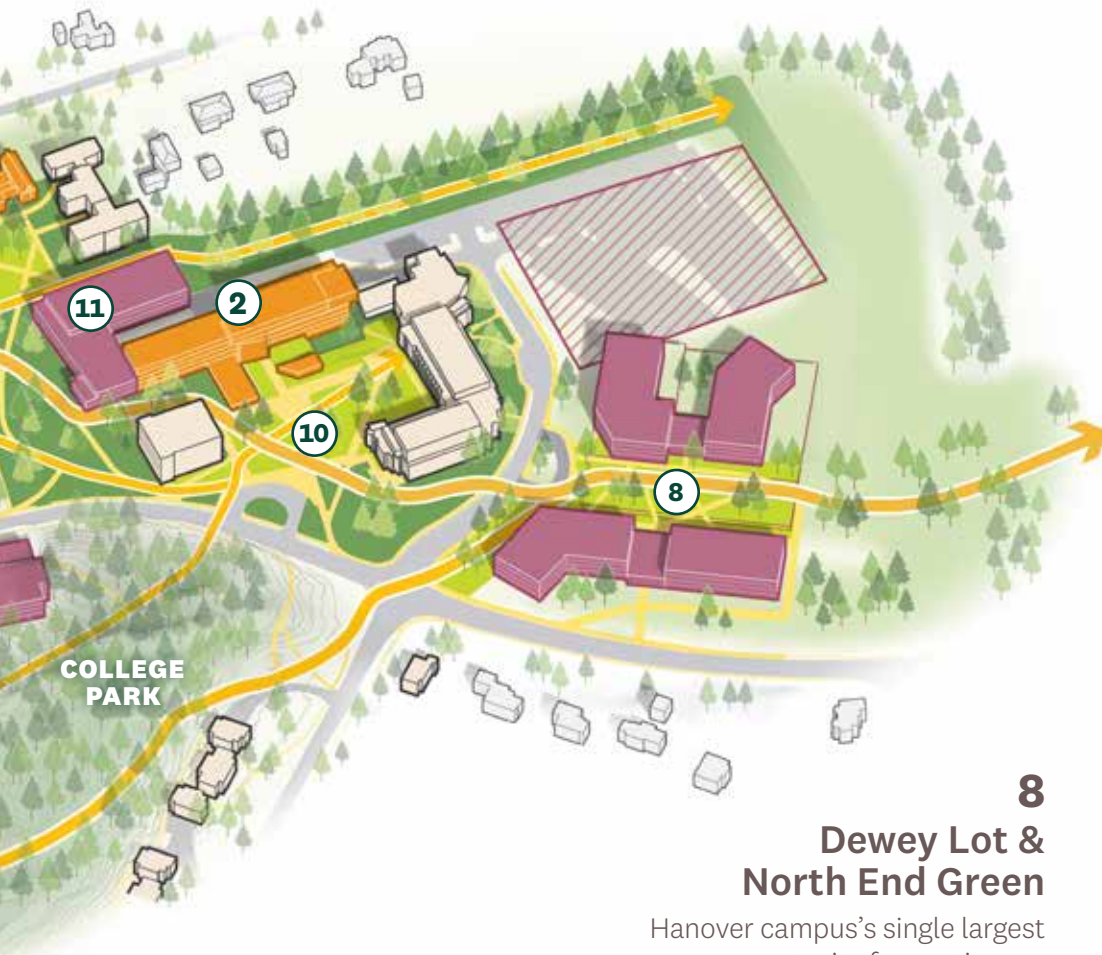 11
2
10
8
COLLEGE
PARK
8
Dewey Lot &
North End Green
Hanover campus's single largest